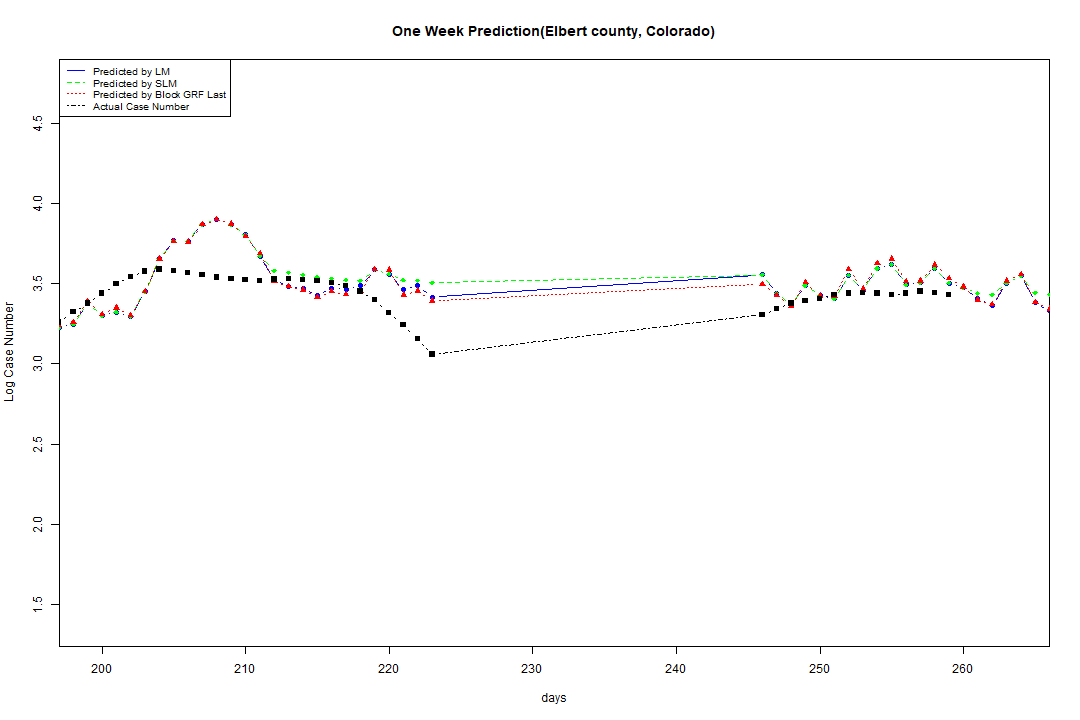 One Week Prediction(Elbert county, Colorado)
Predicted by LM
Predicted by SLM
Predicted by Block GRF Last
Actual Case Number
4.5
4.0
3.5
3.0
2.5
2.0
1.5
Log Case Number
200 210 220 230 240 250 260
days